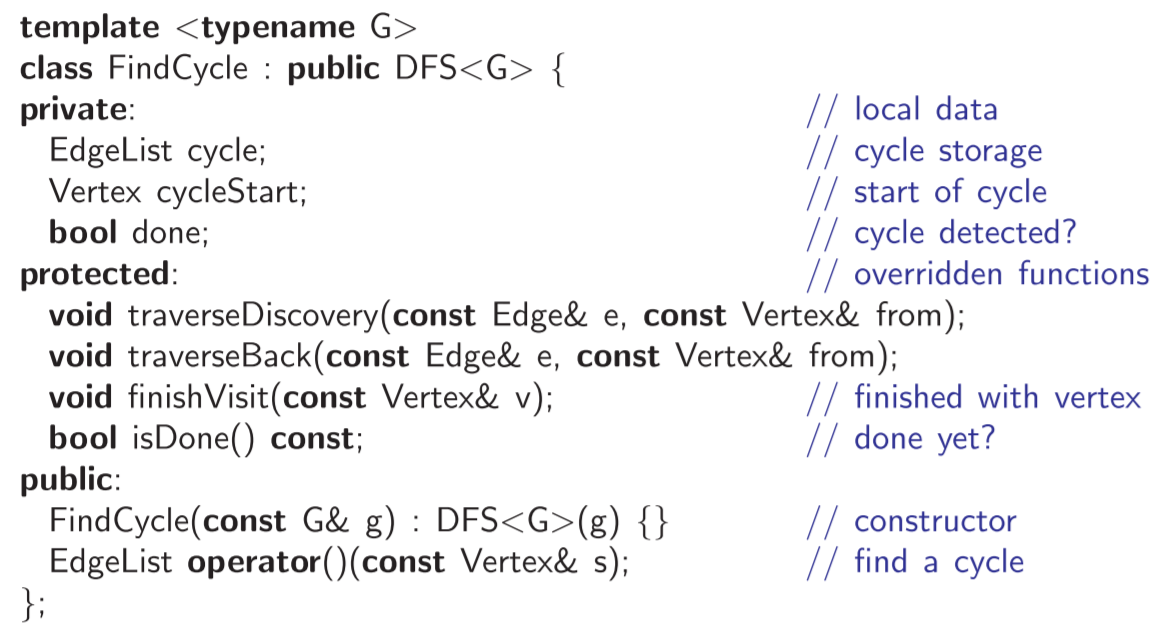 template <typename G>
class FindCycle : public DFS<G> {
private: // local data
EdgeList cycle; // cycle storage
Vertex cycleStart; // start of cycle
bool done; // cycle detected?
protected: // overridden functions
void traverseDiscovery(const Edge& e, const Vertex& from);
void traverseBack(const Edge& e, const Vertex& from);
void finishVisit(const Vertex& v); // finished with vertex
bool isDone() const; // done yet?
public:
FindCycle(const G& g) : DFS<G>(g) {} // constructor
EdgeList operator()(const Vertex& s); // find a cycle
};